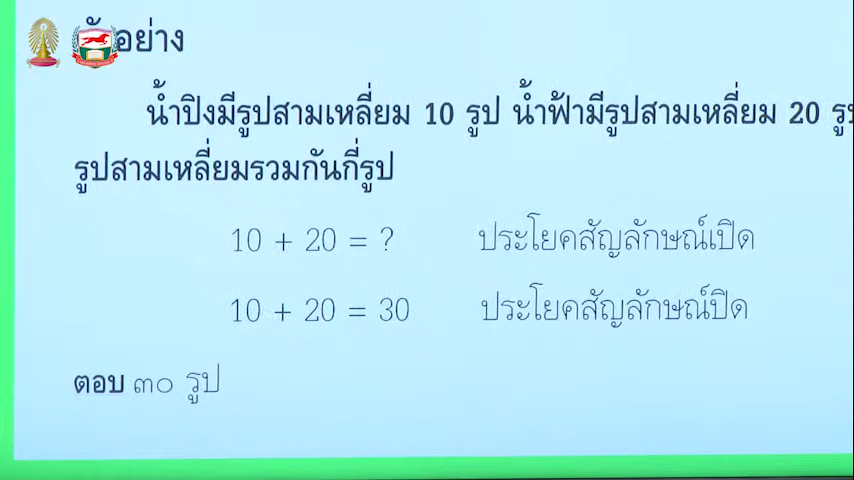 ตัวอย่าง
น้ำปิงมีรูปสามเหลี่ยม 10 รูป น้ำฟ้ามีรูปสามเหลี่ยม 20 รูป
รูปสามเหลี่ยมรวมกันกี่รูป
10 + 20 = ? ประโยคสัญลักษณ์เปิด
10 + 20 = 30 ประโยคสัญลักษณ์ปิด
ตอบ ๓๐ รูป